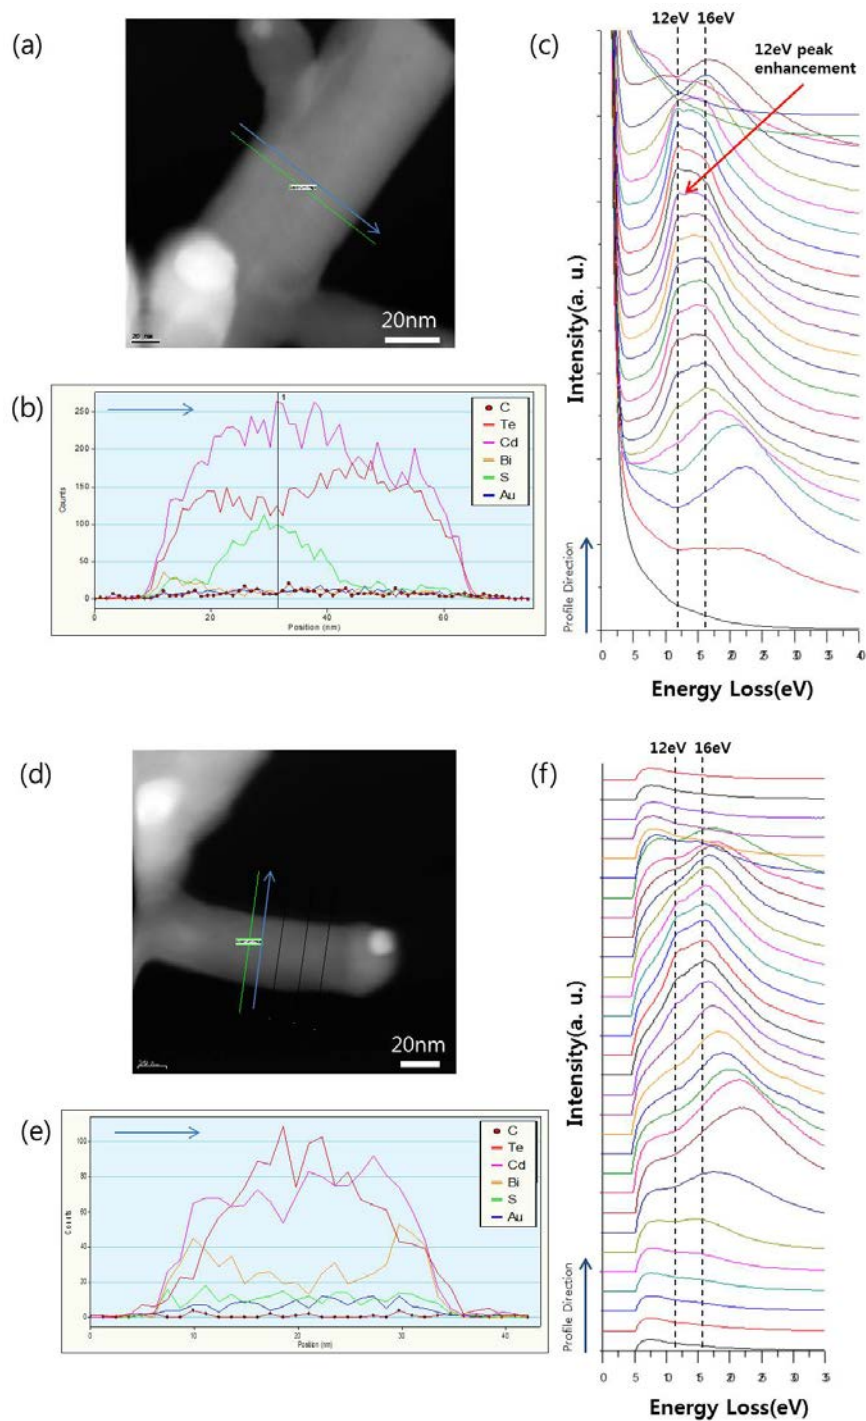 (a)
20nm
(b)
250
200
150
100
50
0
Counts
1
C
Te
Cd
Bi
S
Au
0
20
40
60
Position (nm)
(c)
12eV 16eV
12eV peak
enhancement
Intensity(a. u.)
Profile Direction
0 5 10 15 20 25 30 35 40
Energy Loss(eV)
(d)
20nm
(e)
100
80
60
40
20
0
Counts
C
Te
Cd
Bi
S
Au
0
10
20
30
40
Position (nm)
(f)
12eV 16eV
Intensity(a. u.)
Profile Direction
0 5 10 15 20 25 30 35
Energy Loss(eV)